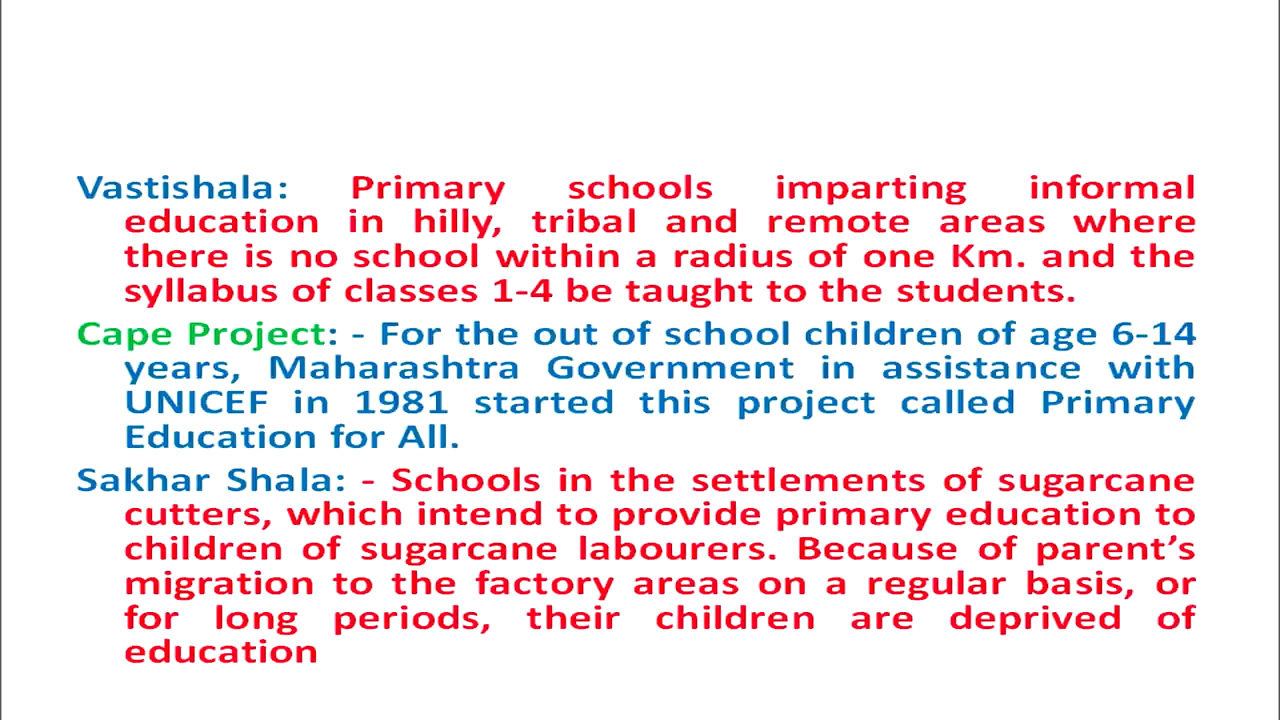 Vastishala: Primary schools imparting informal
education in hilly, tribal and remote areas where
there is no school within a radius of one Km. and the
syllabus of classes 1-4 be taught to the students.
Cape Project: - For the out of school children of age 6-14
years, Maharashtra Government in assistance with
UNICEF in 1981 started this project called Primary
Education for All.
Sakhar Shala: - Schools in the settlements of sugarcane
cutters, which intend to provide primary education to
children of sugarcane labourers. Because of parent’s
migration to the factory areas on a regular basis, or
for long periods, their children are deprived of
education